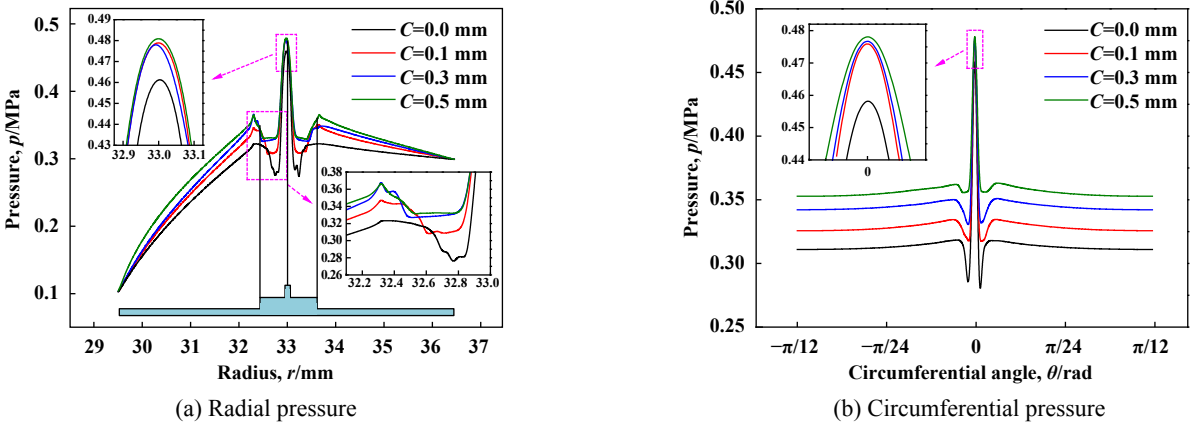 0.5
0.4
0.3
0.2
0.1
Pressure, p/MPa
29 30 31 32 33 34 35 36 37
Radius, r/mm
0.49
0.48
0.47
0.46
0.45
0.44
0.43
32.9 33.0 33.1
C=0.0 mm
C=0.1 mm
C=0.3 mm
C=0.5 mm
0.38
0.36
0.34
0.32
0.30
0.28
0.26
32.2 32.4 32.6 32.8 33.0
(a) Radial pressure
0.50
0.45
0.40
0.35
0.30
0.25
Pressure, p/MPa
−π/12 −π/24 0 π/24 π/12
Circumferential angle, θ/rad
0.48
0.47
0.46
0.45
0.44
0
C=0.0 mm
C=0.1 mm
C=0.3 mm
C=0.5 mm
(b) Circumferential pressure